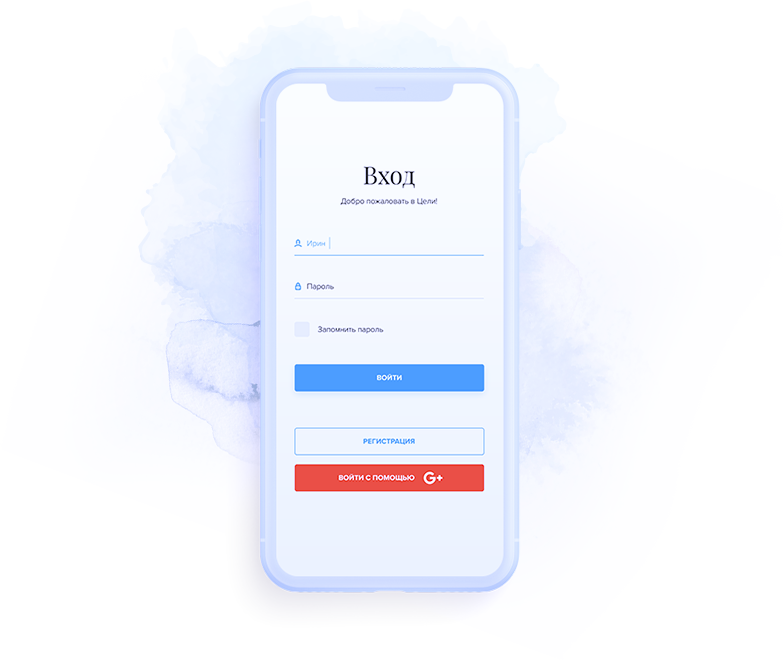 Вход
Добро пожаловать в Цели!
Ирин
Пароль
Запомнить пароль
ВОЙТИ
РЕГИСТРАЦИЯ
ВОЙТИ С ПОМОЩЬЮ G+